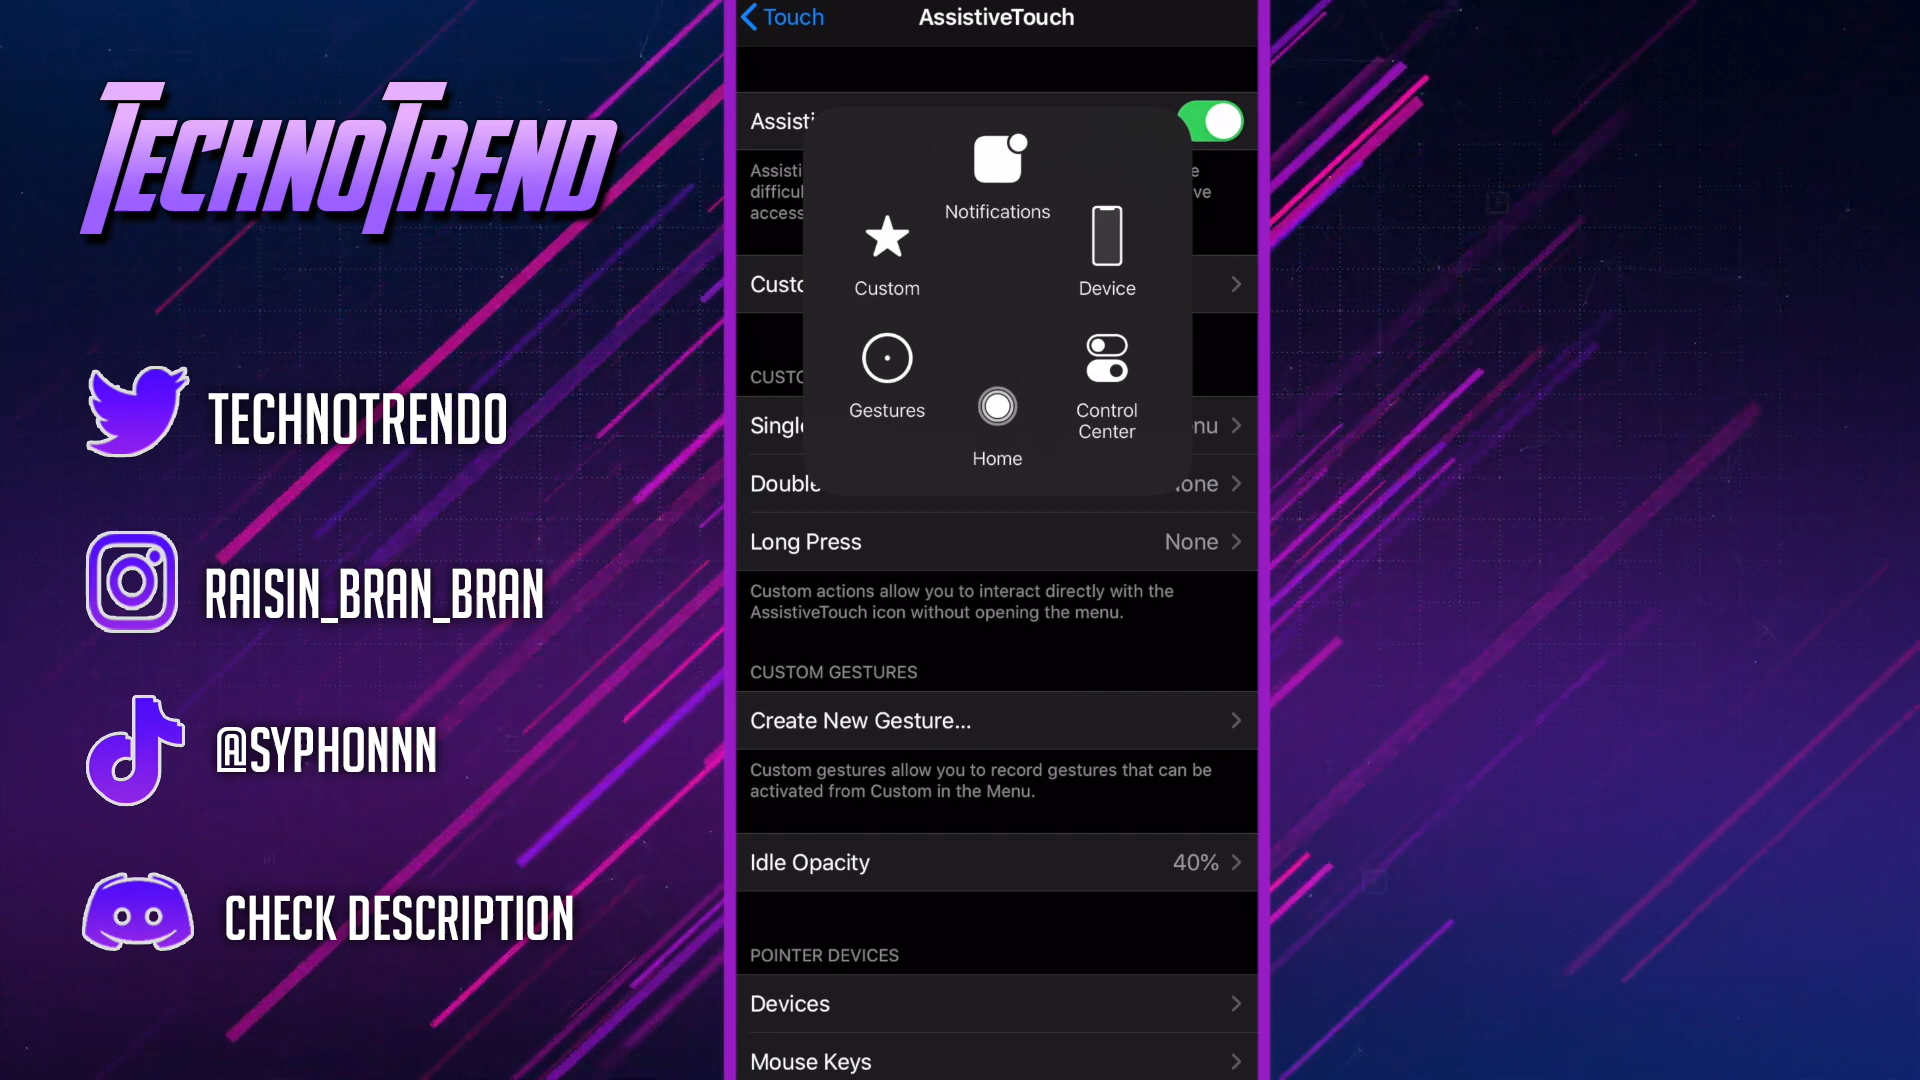 TECHNOTREND
TECHNOTRENDO
RAISIN_BRAN_BRAN
@SYPHONNN
CHECK DESCRIPTION
Touch
AssistiveTouch
Notifications
Custom
Device
Gestures
Control
Center
Home
Long Press
None
Custom actions allow you to interact directly with the
AssistiveTouch icon without opening the menu.
CUSTOM GESTURES
Create New Gesture...
Custom gestures allow you to record gestures that can be
activated from Custom in the Menu.
Idle Opacity
40%
POINTER DEVICES
Devices
Mouse Keys